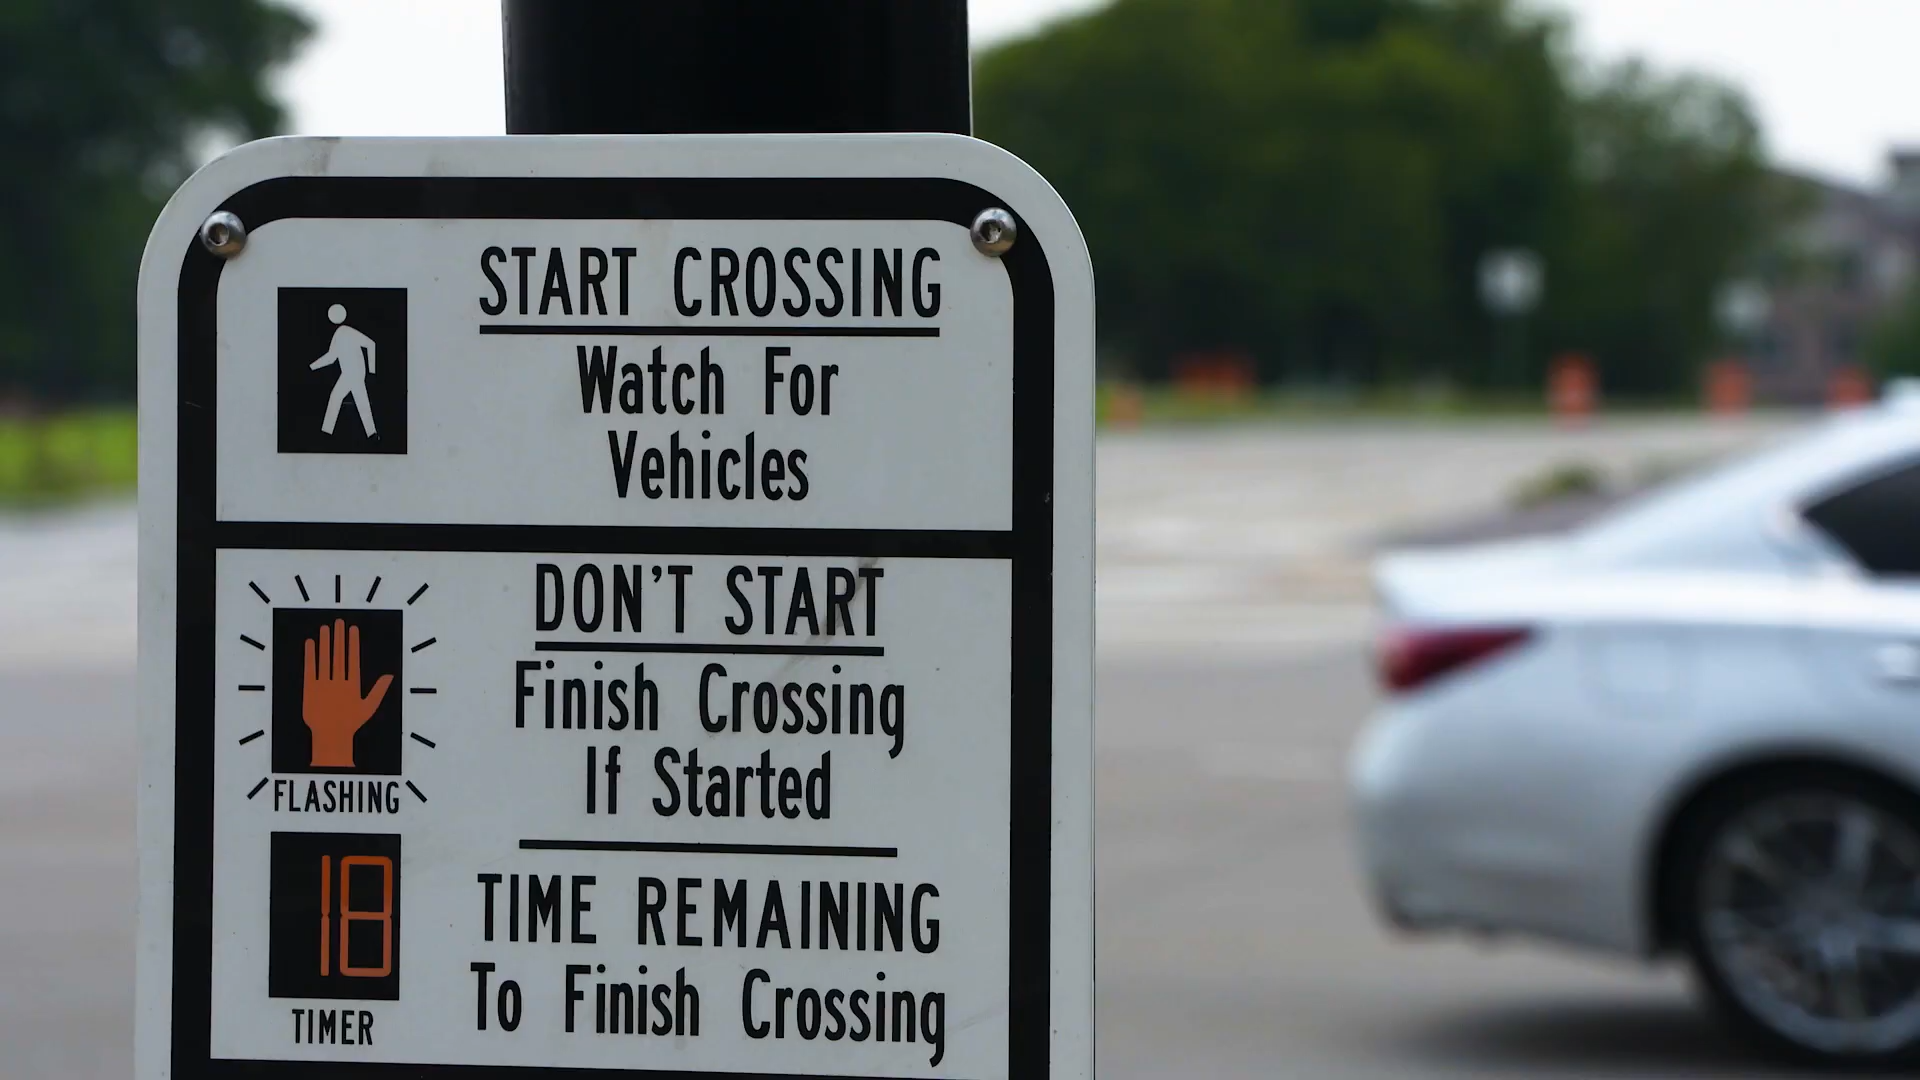 START CROSSING
Watch For
Vehicles
DON'T START
Finish Crossing
If Started
FLASHING
18
TIMER
TIME REMAINING
To Finish Crossing